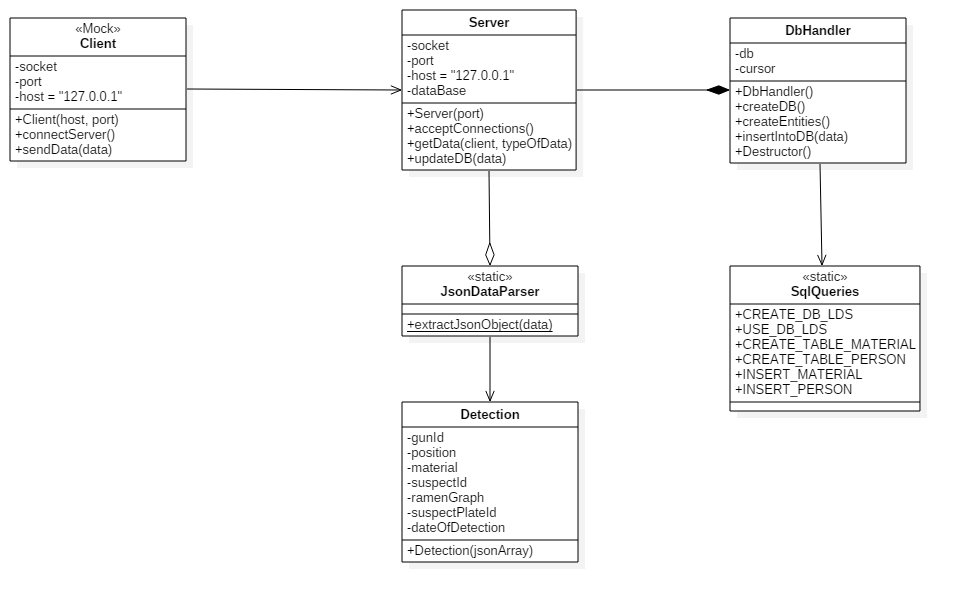 «Mock»
Client
-socket
-port
-host = "127.0.0.1"
+Client(host, port)
+connectServer()
+sendData(data)
Server
-socket
-port
-host = "127.0.0.1"
-dataBase
+Server(port)
+acceptConnections()
+getData(client, typeOfData)
+updateDB(data)
DbHandler
-db
-cursor
+DbHandler()
+createDB()
+createEntities()
+insertIntoDB(data)
+Destructor()
«static»
JsonDataParser
+extractJsonObject(data)
«static»
SqlQueries
+CREATE_DB_LDS
+USE_DB_LDS
+CREATE_TABLE_MATERIAL
+CREATE_TABLE_PERSON
+INSERT_MATERIAL
+INSERT_PERSON
Detection
-gunId
-position
-material
-suspectId
-ramenGraph
-suspectPlateId
-dateOfDetection
+Detection(jsonArray)